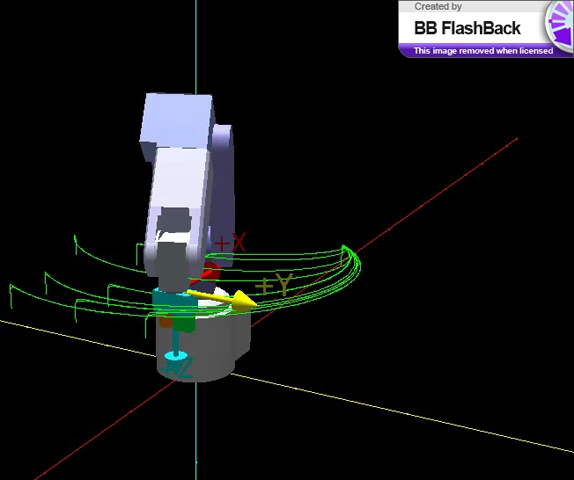 Created by
BB FlashBack
This image removed when licensed
+X
+Y
+Z